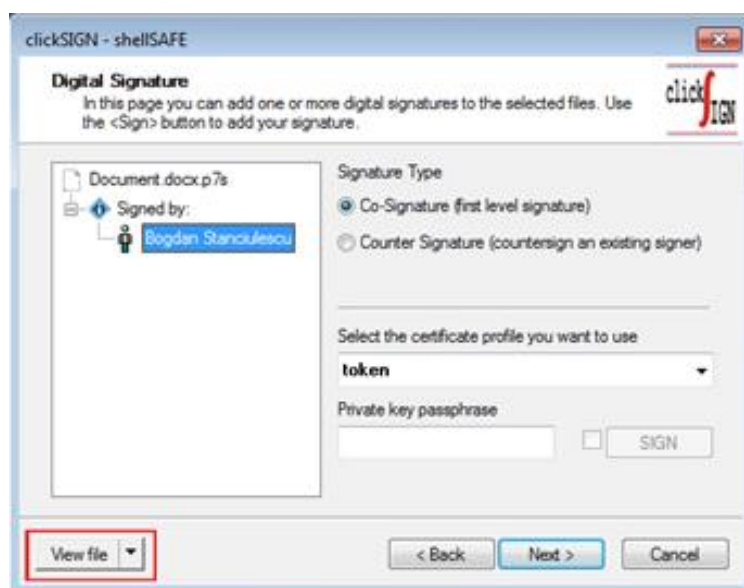 clickSIGN - shellSAFE
Digital Signature
In this page you can add one or more digital signatures to the selected files. Use
the <Sign> button to add your signature.
click
SIGN
Document.docx.p7s
Signed by:
Bogdan Stanciulescu
Signature Type
Co-Signature (first level signature)
Counter Signature (countersign an existing signer)
Select the certificate profile you want to use
token
Private key passphrase
SIGN
View file
< Back
Next >
Cancel